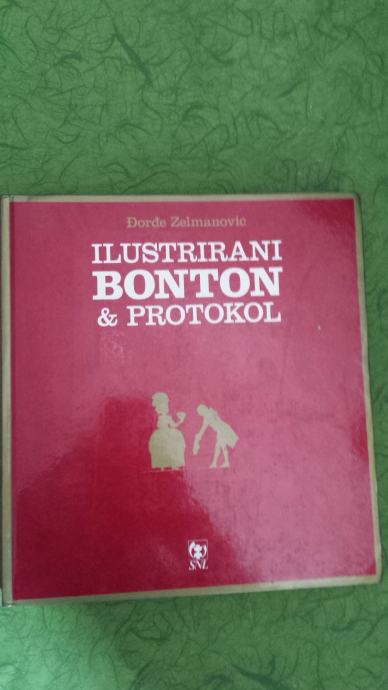 Đorđe Zelmanović
ILUSTRIRANI
BONTON
& PROTOKOL
SNL